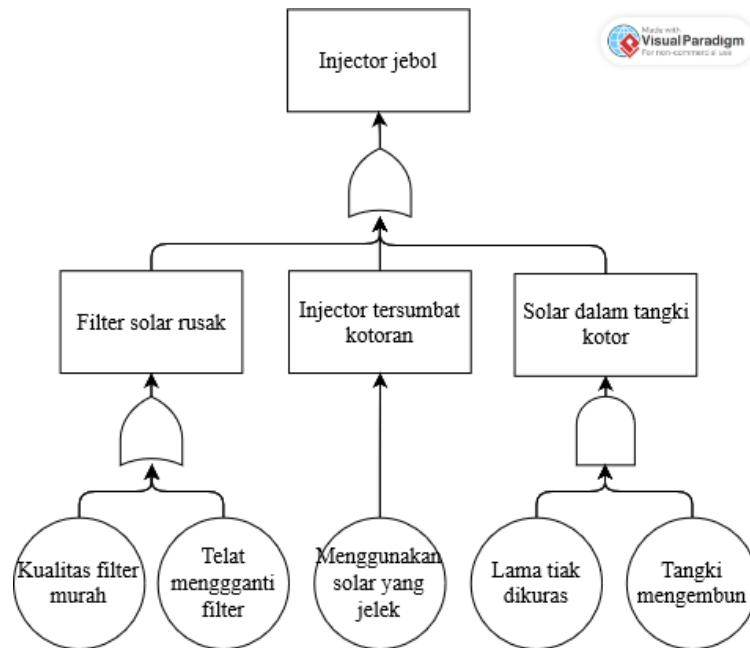 Made with
Visual Paradigm
For non-commercial use
Injector jebol
Filter solar rusak
Injector tersumbat
kotoran
Solar dalam tangki
kotor
Kualitas filter
murah
Telat
mengganti
filter
Menggunakan
solar yang
jelek
Lama tiak
dikuras
Tangki
mengembun